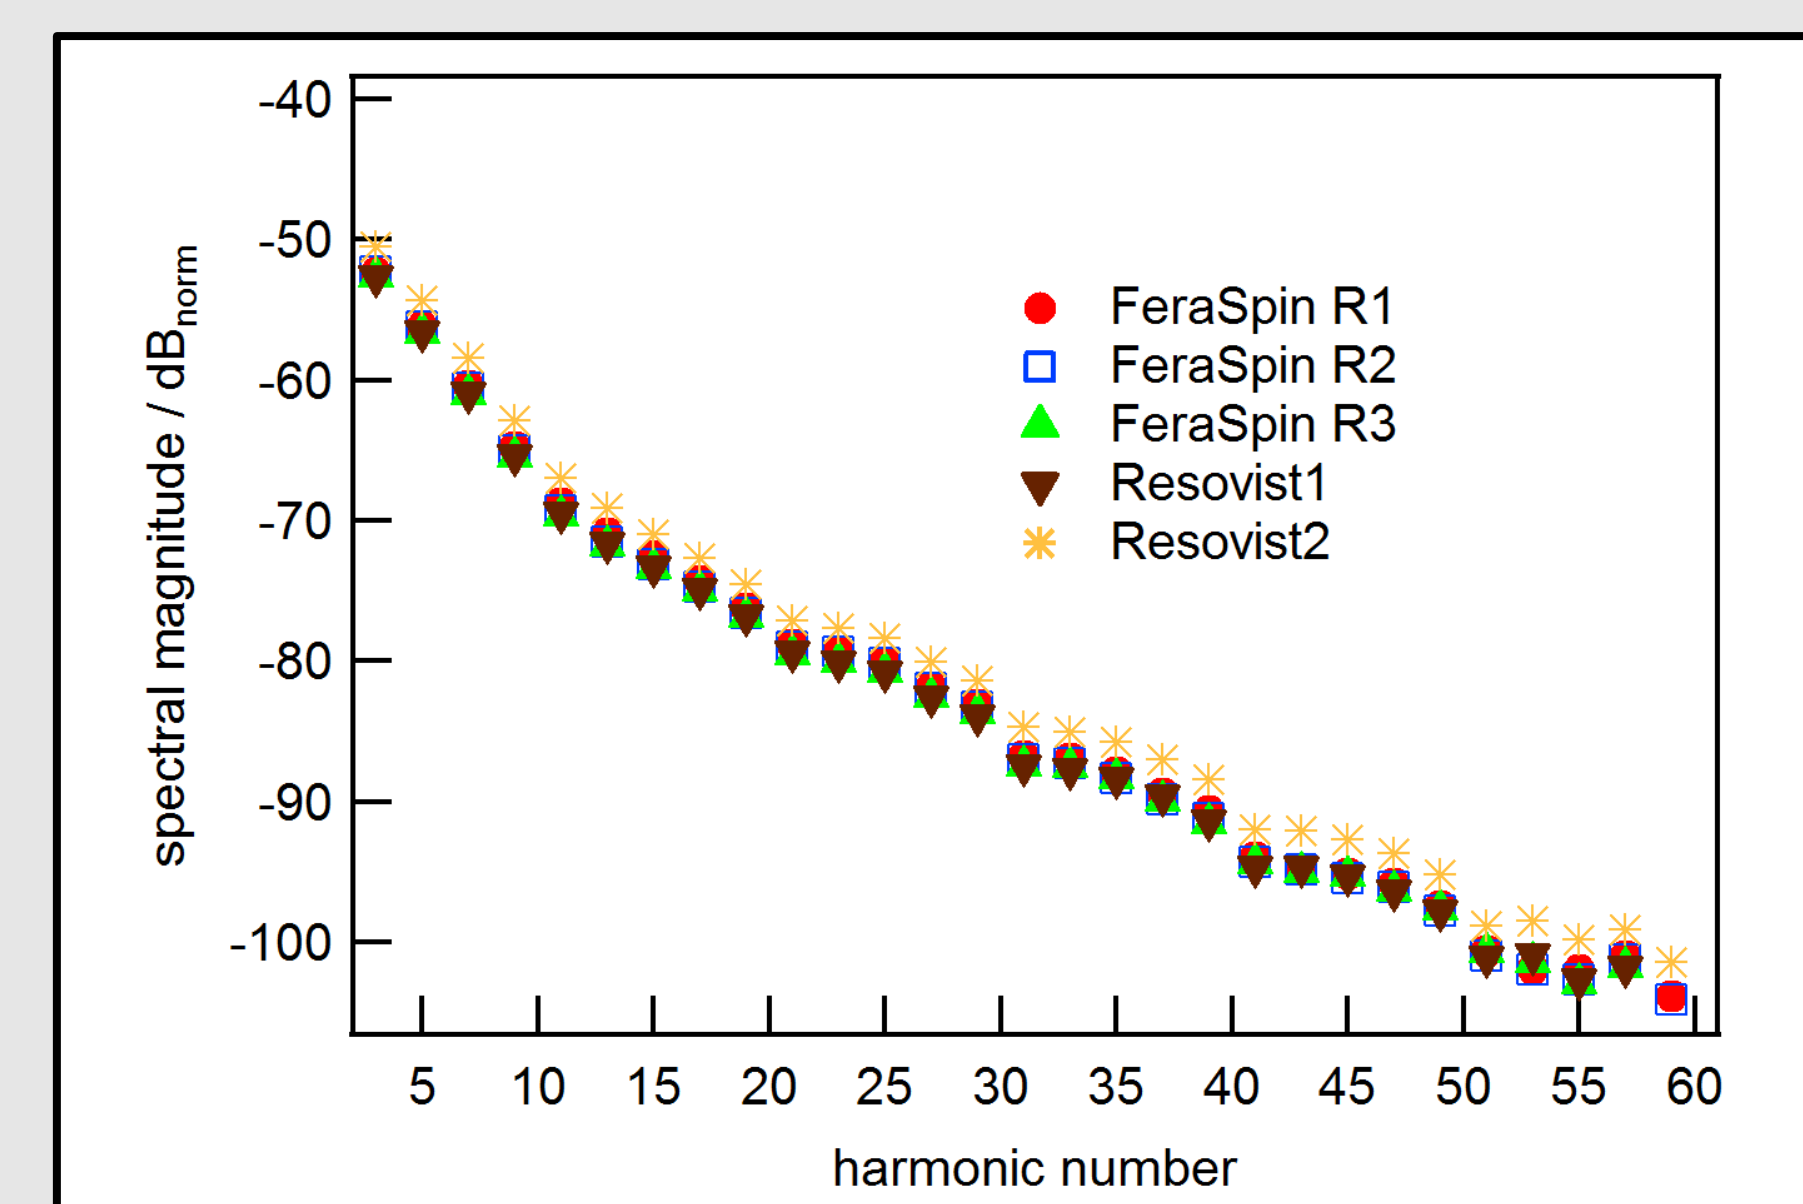 -40
-50
-60
-70
-80
-90
-100
spectral magnitude / dBnorm
FeraSpin R1
FeraSpin R2
FeraSpin R3
Resovist1
Resovist2
5 10 15 20 25 30 35 40 45 50 55 60
harmonic number